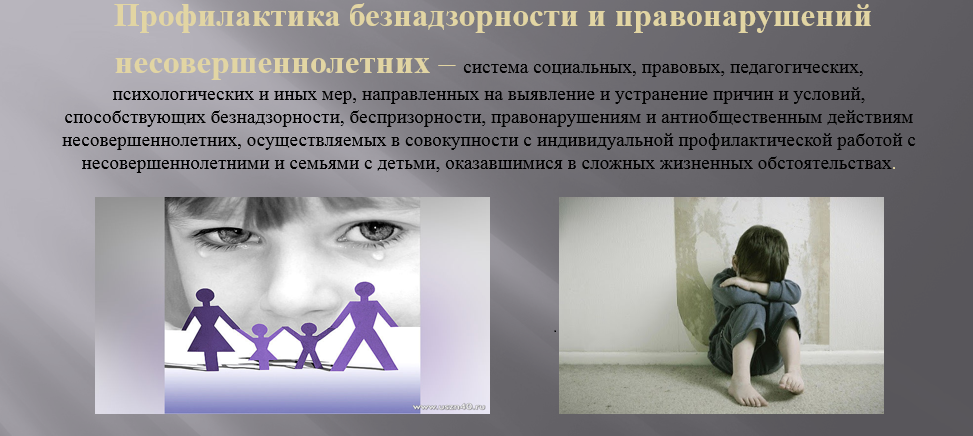 Профилактика безнадзорности и правонарушений
несовершеннолетних – система социальных, правовых, педагогических,
психологических и иных мер, направленных на выявление и устранение причин и условий,
способствующих безнадзорности, беспризорности, правонарушениям и антиобщественным действиям
несовершеннолетних, осуществляемых в совокупности с индивидуальной профилактической работой с
несовершеннолетними и семьями с детьми, оказавшимися в сложных жизненных обстоятельствах.
.
www.uszn40.ru